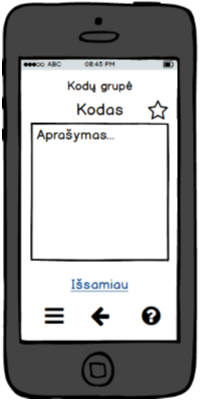 ABC 08:45 PM
Kodų grupė
Kodas
Aprašymas...
Išsamiau
?